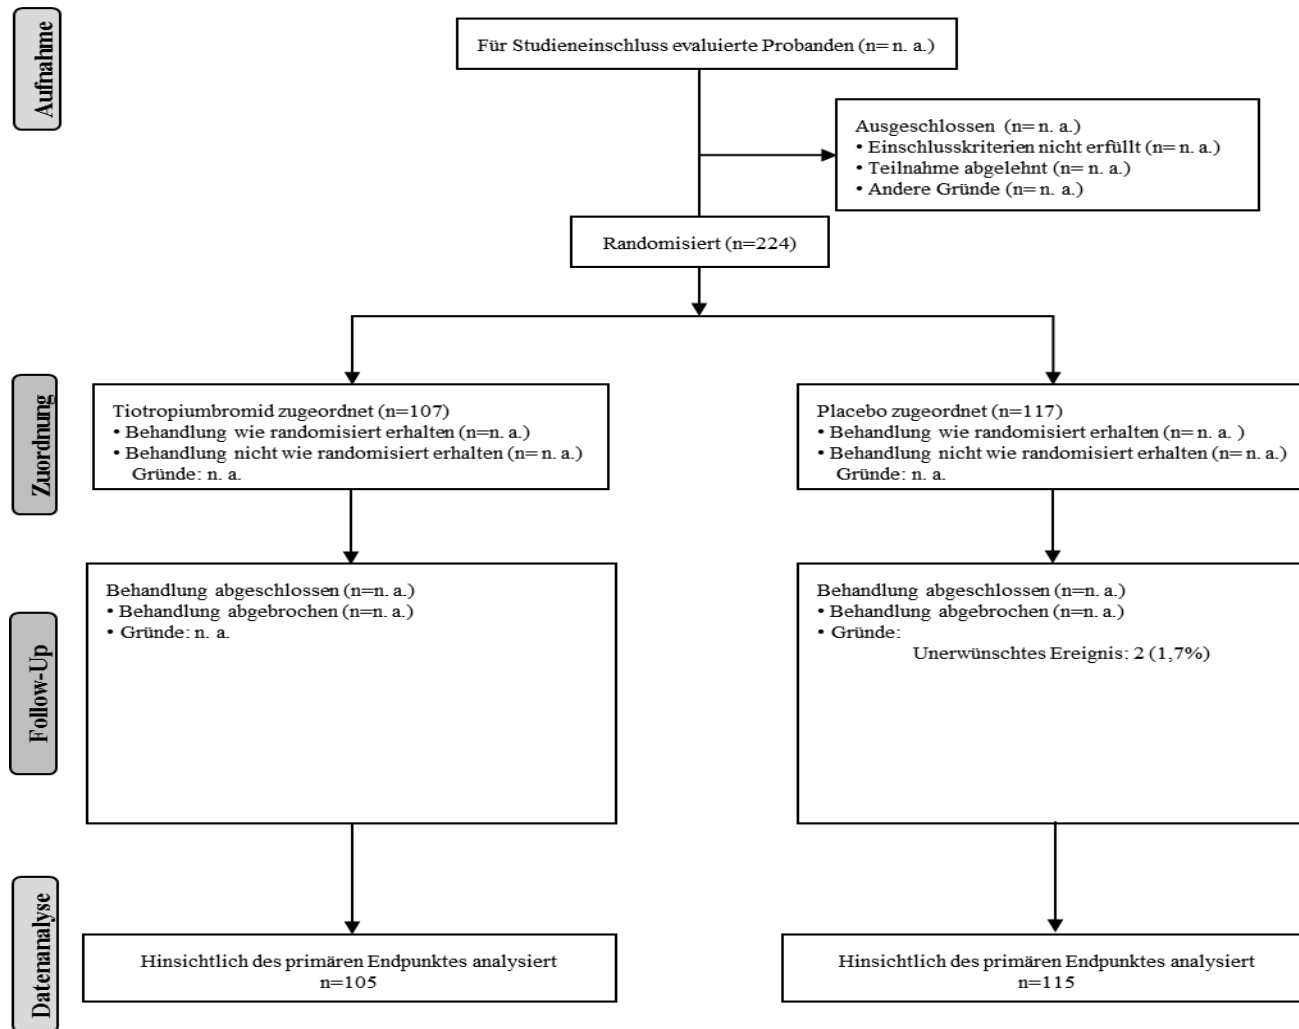 Aufnahme
Für Studieneinschluss evaluierte Probanden (n= n. a.)
Ausgeschlossen (n= n. a.)
• Einschlusskriterien nicht erfüllt (n= n. a.)
• Teilnahme abgelehnt (n= n. a.)
• Andere Gründe (n= n. a.)
Randomisiert (n=224)
Zuordnung
Tiotropiumbromid zugeordnet (n=107)
• Behandlung wie randomisiert erhalten (n=n. a.)
• Behandlung nicht wie randomisiert erhalten (n= n. a.)
Gründe: n. a.
Placebo zugeordnet (n=117)
• Behandlung wie randomisiert erhalten (n= n. a. )
• Behandlung nicht wie randomisiert erhalten (n= n. a.)
Gründe: n. a.
Follow-Up
Behandlung abgeschlossen (n=n. a.)
• Behandlung abgebrochen (n=n. a.)
• Gründe: n. a.
Behandlung abgeschlossen (n=n. a.)
• Behandlung abgebrochen (n=n. a.)
• Gründe:
Unerwünschtes Ereignis: 2 (1,7%)
Datenanalyse
Hinsichtlich des primären Endpunktes analysiert
n=105
Hinsichtlich des primären Endpunktes analysiert
n=115